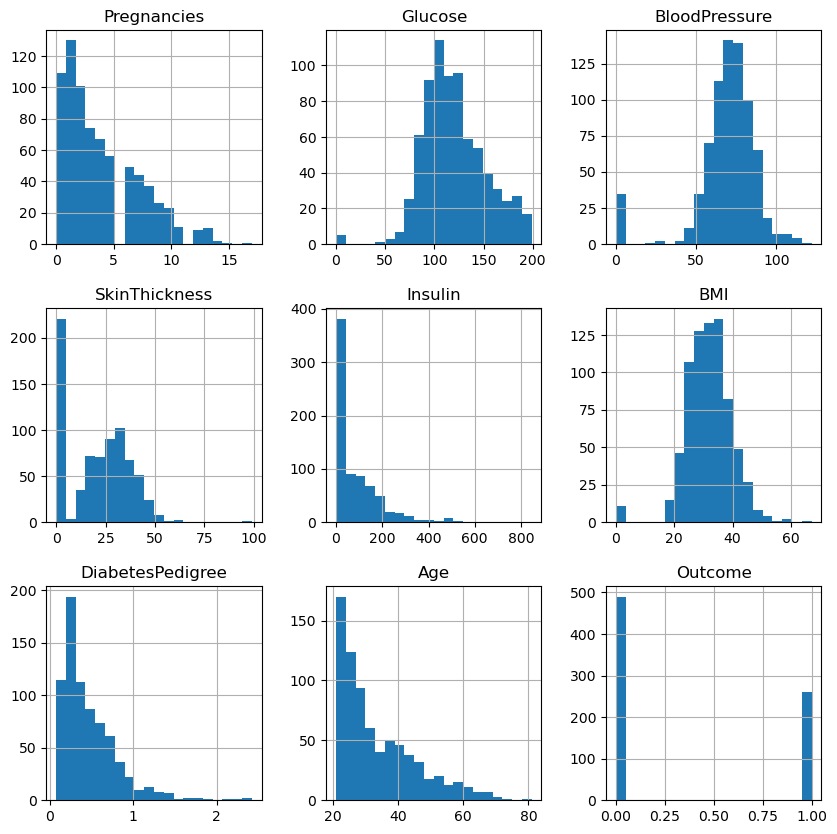 Pregnancies
120
100
80
60
40
20
0
0 5 10 15
Glucose
100
80
60
40
20
0
0 50 100 150 200
BloodPressure
125
100
75
50
25
0
0 50 100
SkinThickness
200
150
100
50
0
0 25 50 75 100
Insulin
400
300
200
100
0
0 200 400 600 800
BMI
125
100
75
50
25
0
0 20 40 60
DiabetesPedigree
200
150
100
50
0
0 1 2
Age
150
100
50
0
20 40 60 80
Outcome
500
400
300
200
100
0
0.00 0.25 0.50 0.75 1.00